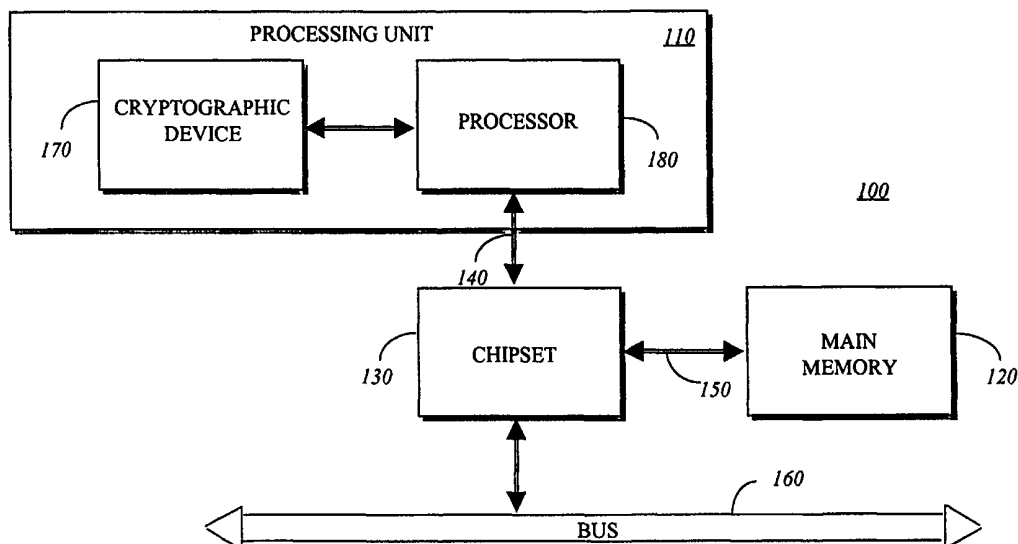 PROCESSING UNIT
110
CRYPTOGRAPHIC
DEVICE
170
PROCESSOR
180
100
140
CHIPSET
130
150
MAIN
MEMORY
120
160
BUS